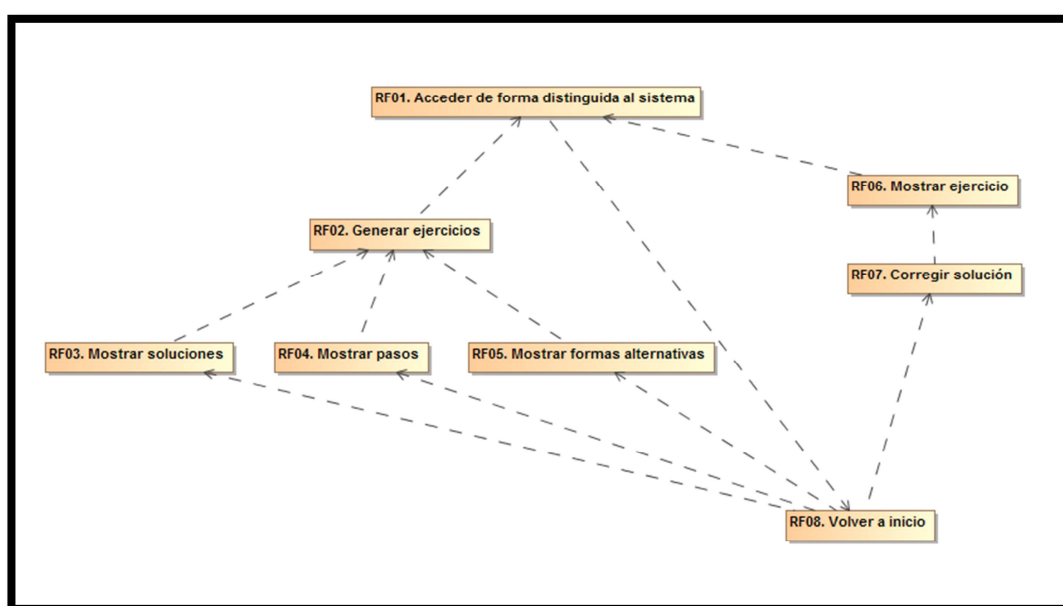 RF01. Acceder de forma distinguida al sistema
RF06. Mostrar ejercicio
RF02. Generar ejercicios
RF07. Corregir solución
RF03. Mostrar soluciones
RF04. Mostrar pasos
RF05. Mostrar formas alternativas
RF08. Volver a inicio